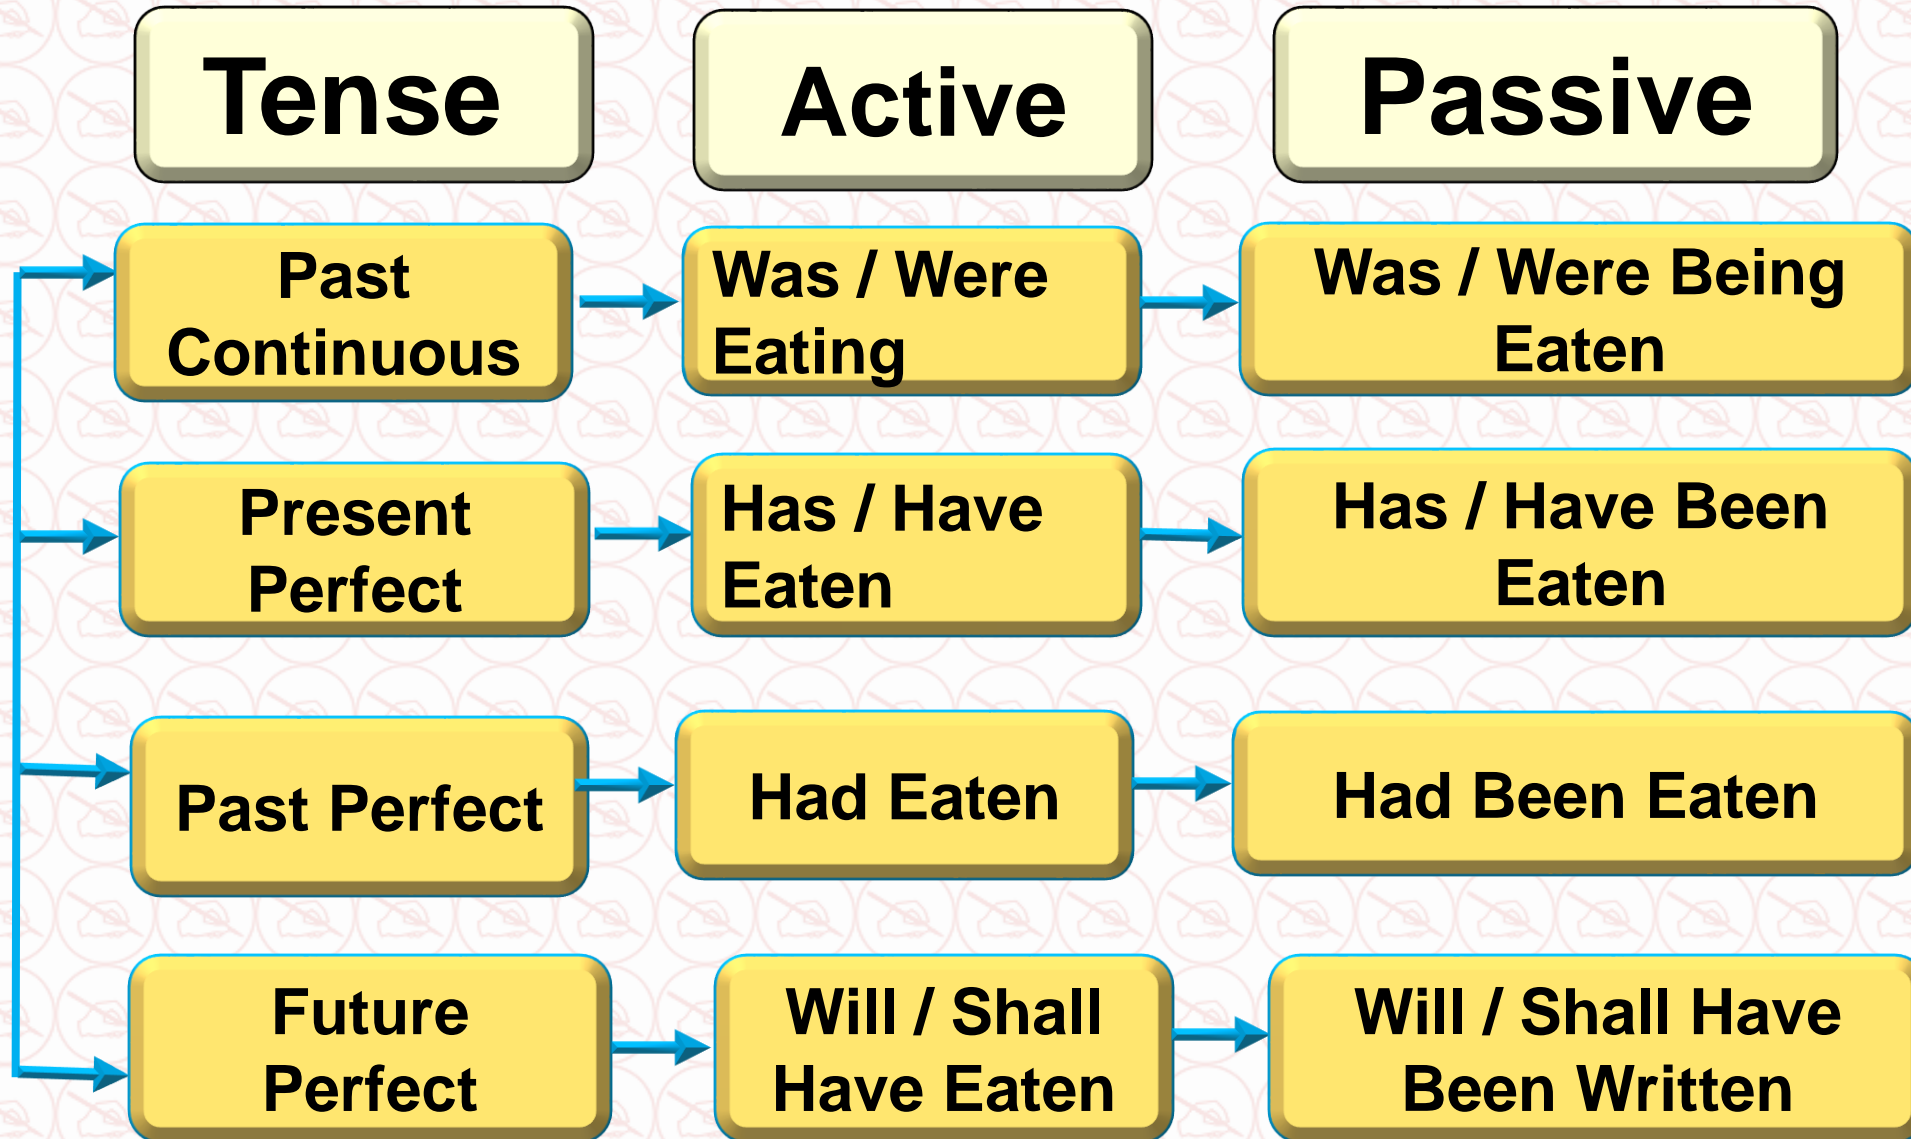 Tense
Active
Passive
Past
Continuous
Was / Were
Eating
Was / Were Being
Eaten
Present
Perfect
Has / Have
Eaten
Has / Have Been
Eaten
Past Perfect
Had Eaten
Had Been Eaten
Future
Perfect
Will / Shall
Have Eaten
Will / Shall Have
Been Written